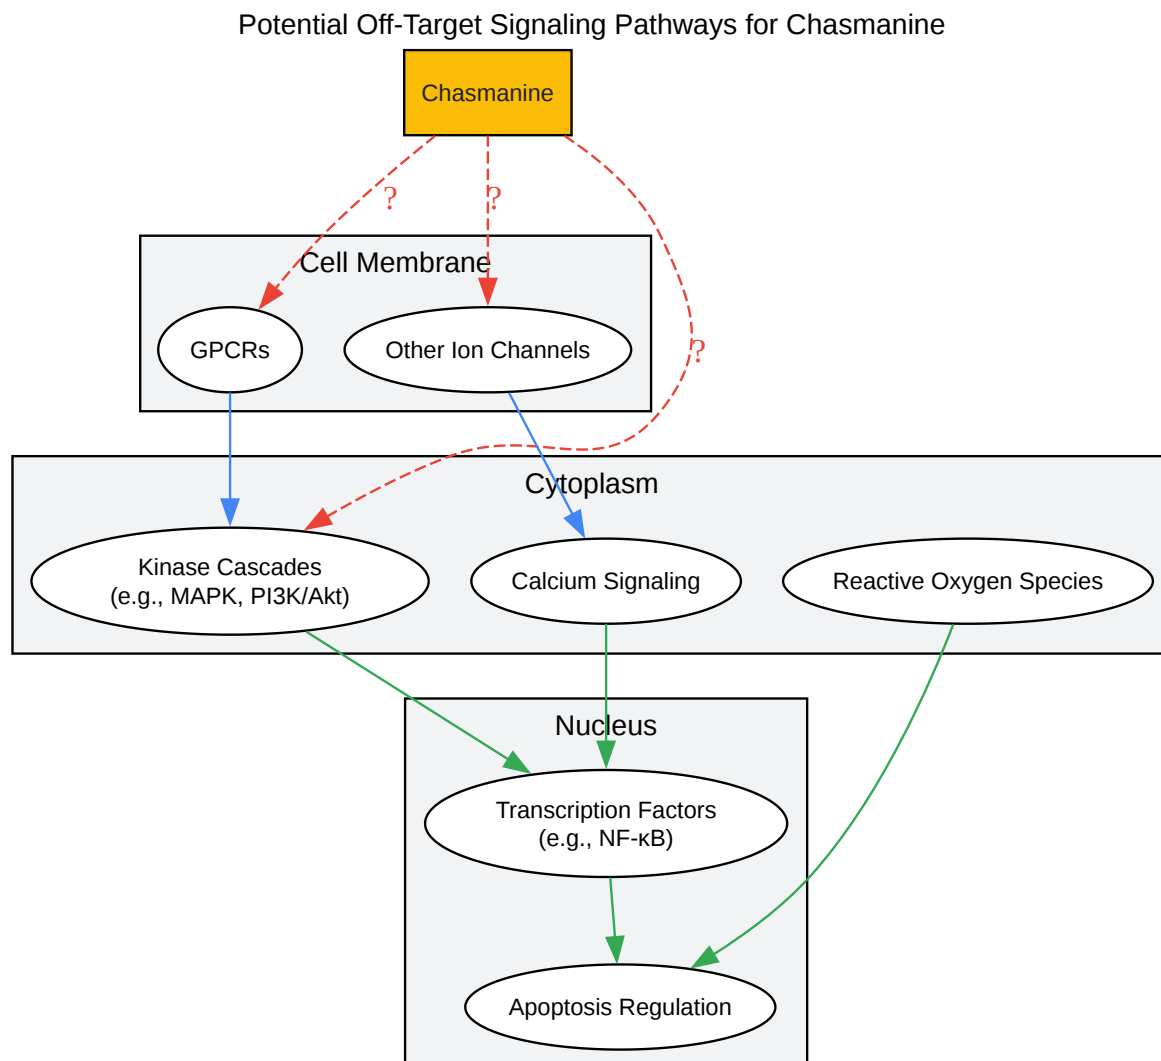 Potential Off-Target Signaling Pathways for Chasmanine
Chasmanine
?
?
Cell Membrane
GPCRs
Other Ion Channels
?
Cytoplasm
Kinase Cascades
(e.g., MAPK, PI3K/Akt)
Calcium Signaling
Reactive Oxygen Species
Nucleus
Transcription Factors
(e.g., NF-κB)
Apoptosis Regulation